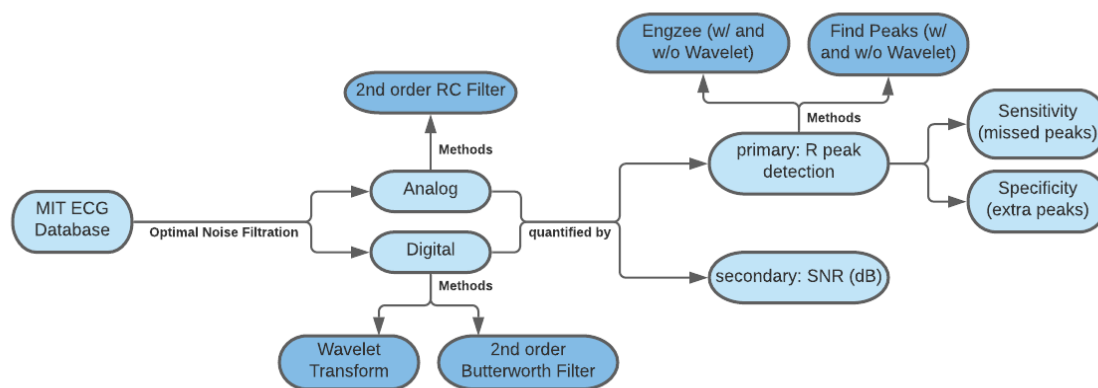 MIT ECG
Database
Optimal Noise Filtration
2nd order RC Filter
Methods
Analog
Digital
Methods
Wavelet
Transform
2nd order
Butterworth Filter
quantified by
Engzee (w/ and
w/o Wavelet)
Find Peaks (w/
and w/o Wavelet)
Methods
primary: R peak
detection
Sensitivity
(missed peaks)
Specificity
(extra peaks)
secondary: SNR (dB)